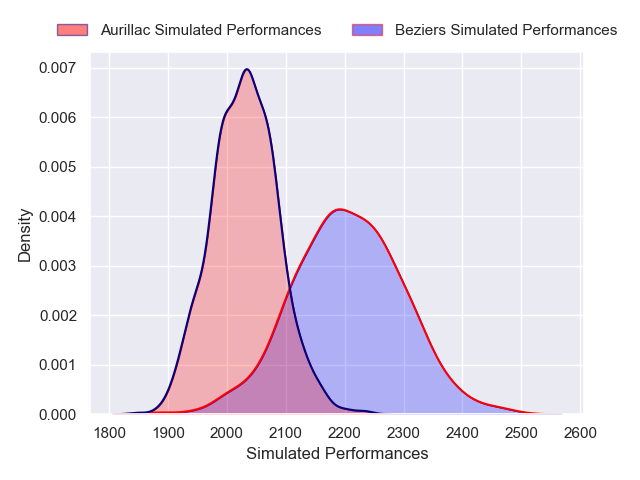 Aurillac Simulated Performances Beziers Simulated Performances
0.007
0.006
0.005
0.004
0.003
0.002
0.001
0.000
Density
1800 1900 2000 2100 2200 2300 2400 2500 2600
Simulated Performances